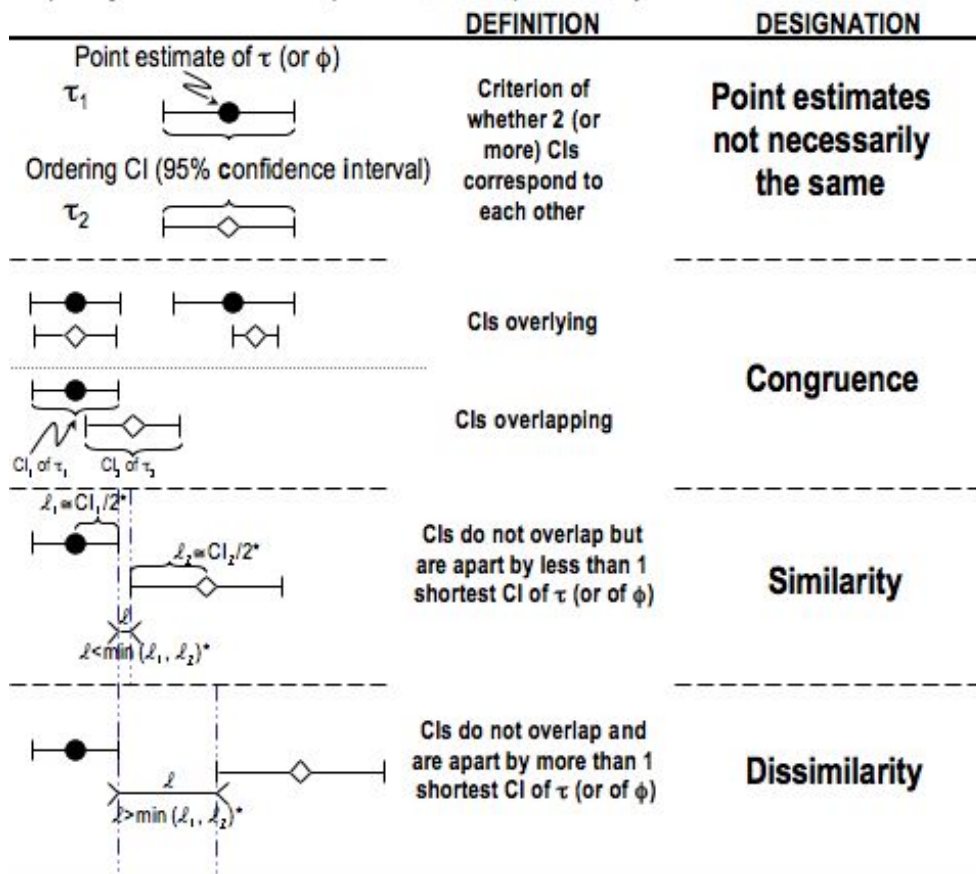 DEFINITION
DESIGNATION
Point estimate of τ (or ϕ)
τ1
Ordering CI (95% confidence interval)
τ2
Criterion of
whether 2 (or
more) CIs
correspond to
each other
Point estimates
not necessarily
the same
CIs overlying
CI1 of τ1
CIs overlapping
Congruence
ℓ1≅CI1/2*
ℓ2≅CI2/2*
ℓ
ℓ<min (ℓ1, ℓ2)*
CIs do not overlap but
are apart by less than 1
shortest CI of τ (or of ϕ)
Similarity
ℓ
ℓ>min (ℓ1, ℓ2)*
CIs do not overlap and
are apart by more than 1
shortest CI of τ (or of ϕ)
Dissimilarity